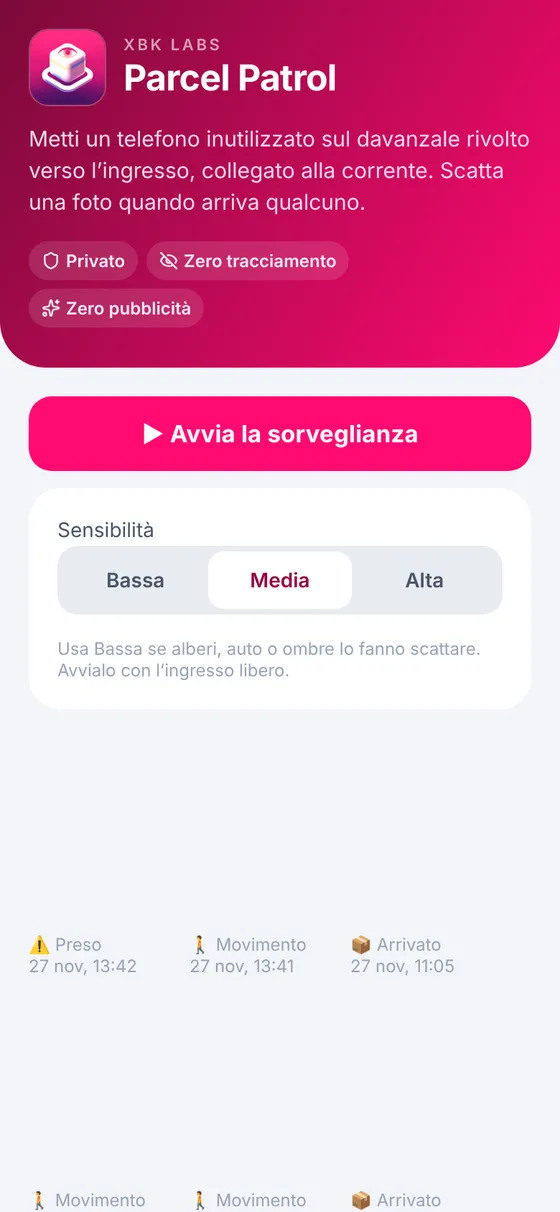 XBK LABS
Parcel Patrol
Metti un telefono inutilizzato sul davanzale rivolto
verso l’ingresso, collegato alla corrente. Scatta
una foto quando arriva qualcuno.
Privato
Zero tracciamento
Zero pubblicità
▶ Avvia la sorveglianza
Sensibilità
Bassa
Media
Alta
Usa Bassa se alberi, auto o ombre lo fanno scattare.
Avvialo con l’ingresso libero.
⚠️ Preso
27 nov, 13:42
🚶 Movimento
27 nov, 13:41
📦 Arrivato
27 nov, 11:05
🚶 Movimento
🚶 Movimento
📦 Arrivato